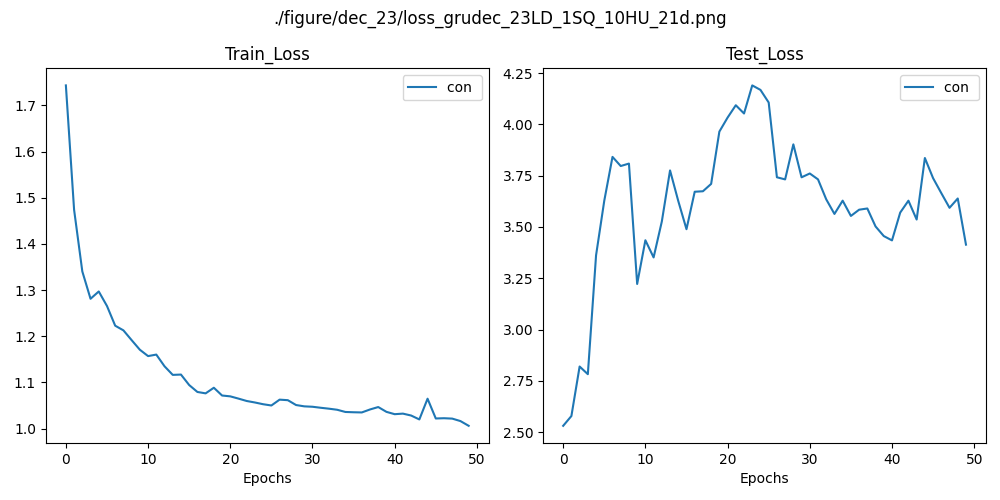 ./figure/dec_23/loss_grudec_23LD_1SQ_10HU_21d.png
Train_Loss
con
1.7
1.6
1.5
1.4
1.3
1.2
1.1
1.0
0 10 20 30 40 50
Epochs
Test_Loss
con
4.25
4.00
3.75
3.50
3.25
3.00
2.75
2.50
0 10 20 30 40 50
Epochs